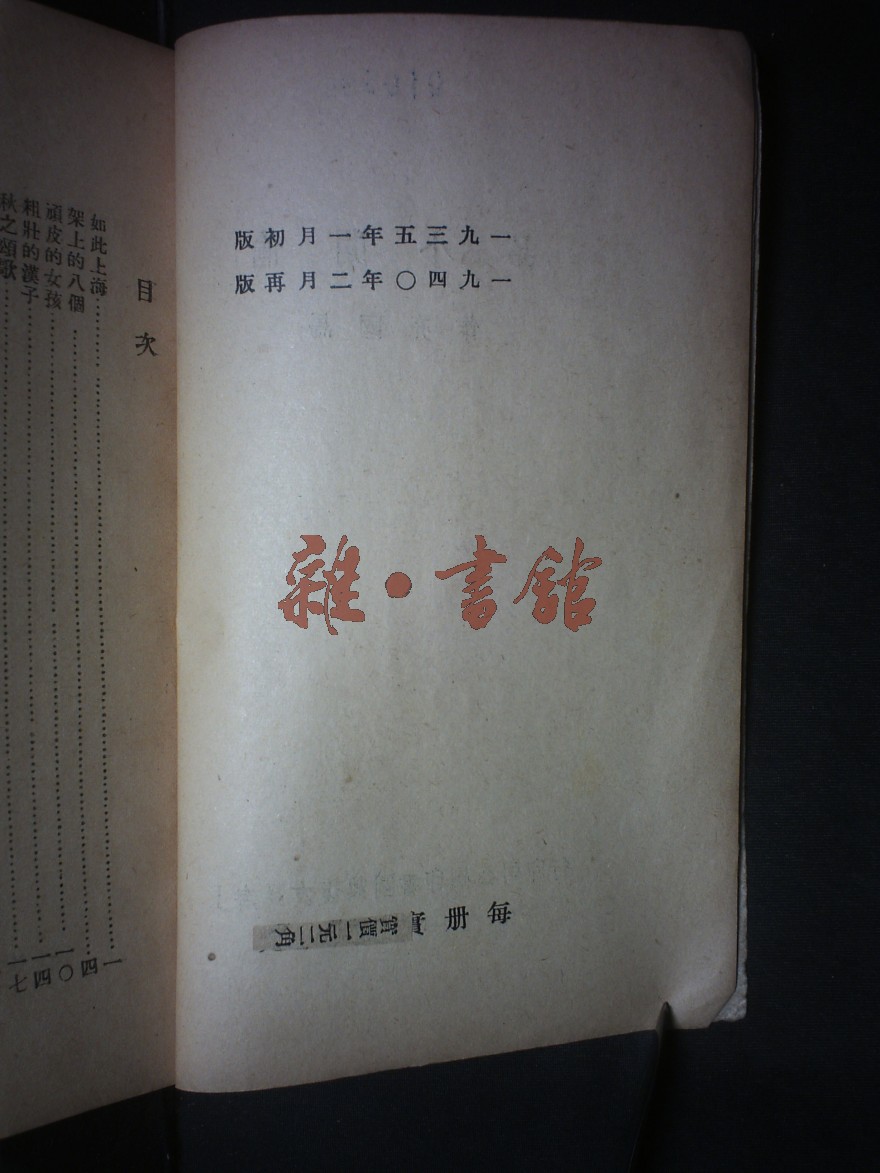 一九三五年一月初版
一九四〇年二月再版
雜•書館
每冊實
實價一元角
目次
如此上海……一
架上的八個……四
頑皮的女孩……一〇
粗壯的漢子……一四
秋之頌歌……一七